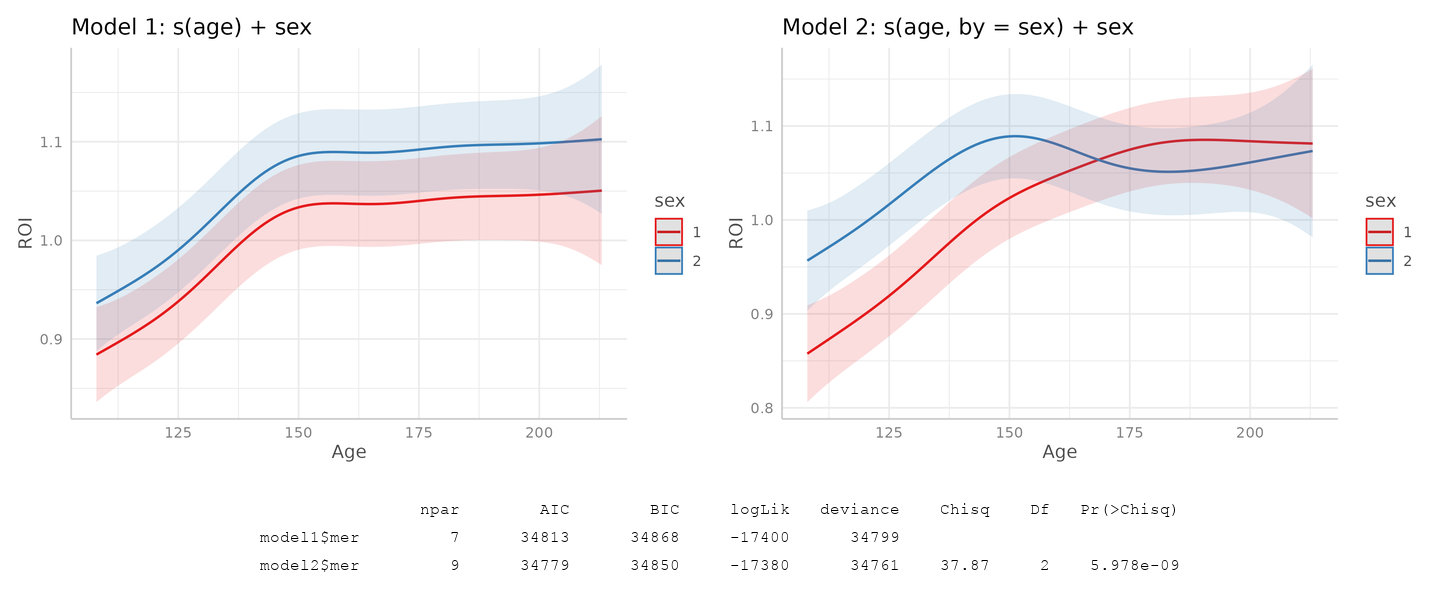 Model 1: s(age) + sex
1.1
1.0
0.9
ROI
125 150 175 200
Age
sex
1
2
Model 2: s(age, by = sex) + sex
1.1
1.0
0.9
0.8
ROI
125 150 175 200
Age
sex
1
2
npar AIC BIC logLik deviance Chisq Df Pr(>Chisq)
model1$mer 7 34813 34868 -17400 34799
model2$mer 9 34779 34850 -17380 34761 37.87 2 5.978e-09